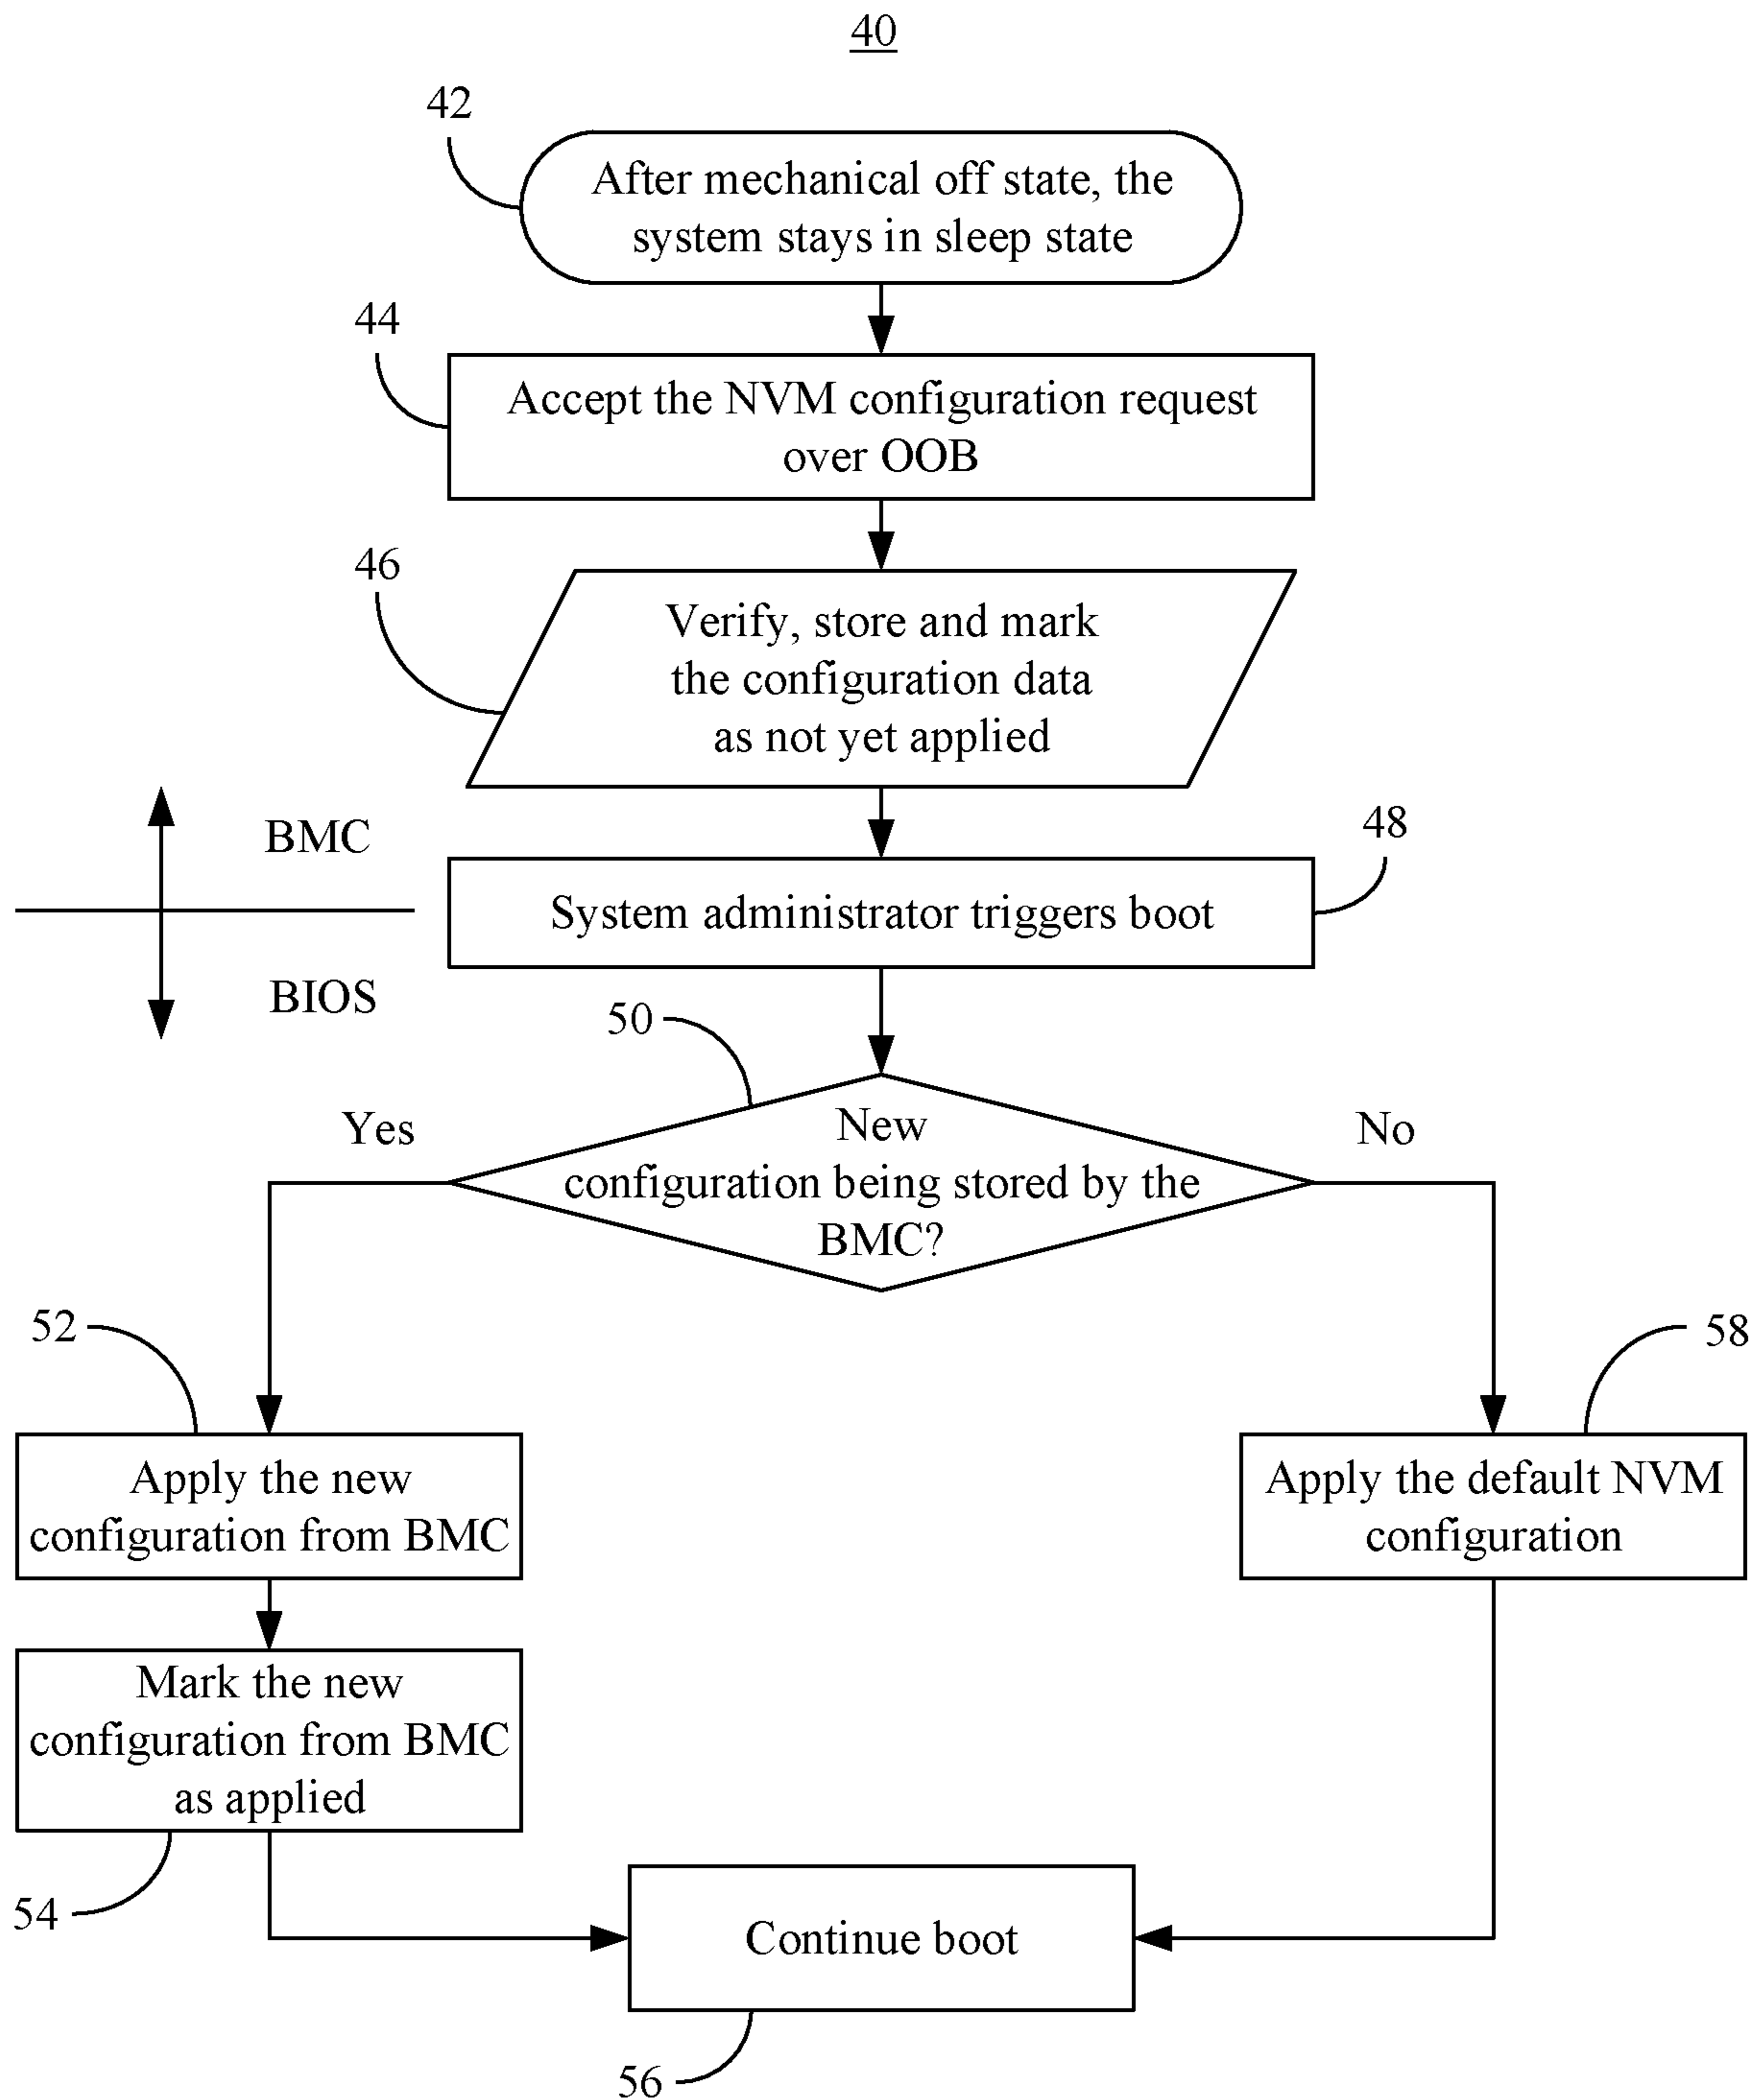 40
42
After mechanical off state, the
system stays in sleep state
44
Accept the NVM configuration request
over OOB
46
Verify, store and mark
the configuration data
as not yet applied
BMC
48
System administrator triggers boot
BIOS
50
Yes
New
No
configuration being stored by the
BMC?
52
58
Apply the new
configuration from BMC
Apply the default NVM
configuration
Mark the new
configuration from BMC
as applied
54
Continue boot
56